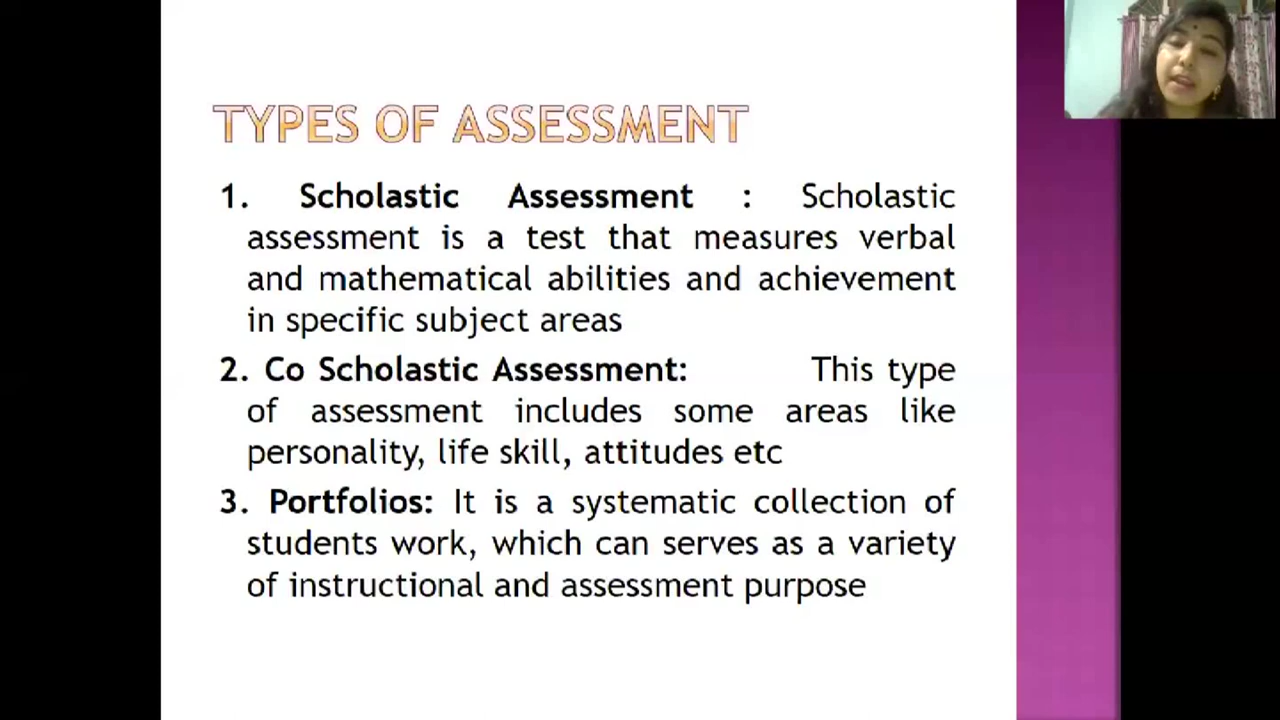 TYPES OF ASSESSMENT
1. Scholastic Assessment : Scholastic
assessment is a test that measures verbal
and mathematical abilities and achievement
in specific subject areas
2. Co Scholastic Assessment: This type
of assessment includes some areas like
personality, life skill, attitudes etc
3. Portfolios: It is a systematic collection of
students work, which can serves as a variety
of instructional and assessment purpose